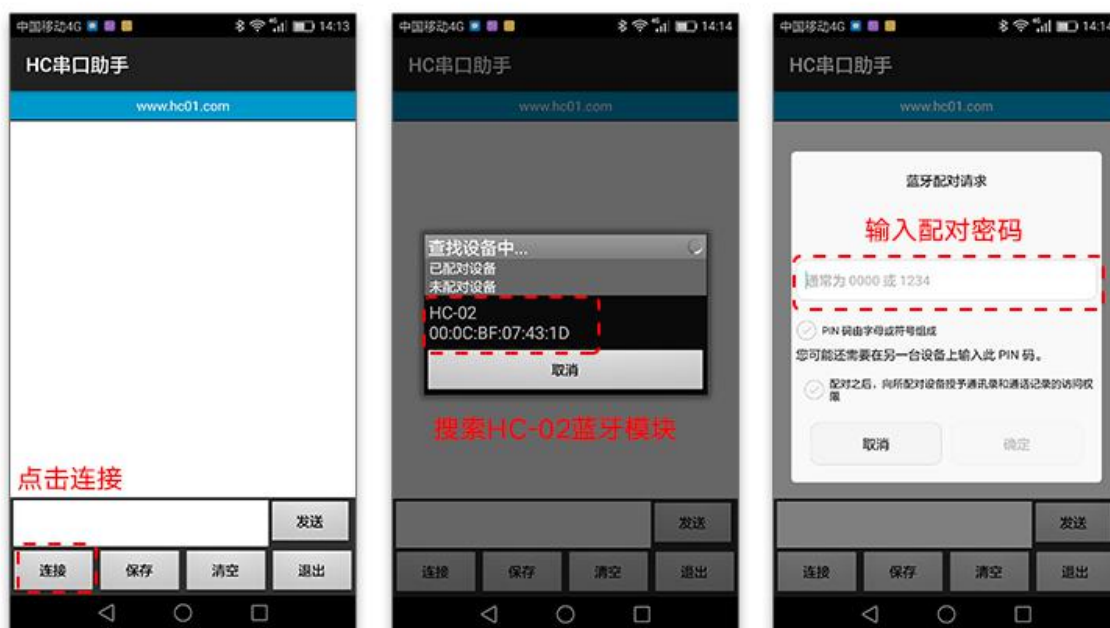 中国移动4G 14:13
HC串口助手
www.hc01.com
点击连接
发送
连接 保存 清空 退出
中国移动4G 14:14
HC串口助手
www.hc01.com
查找设备中...
已配对设备
未配对设备
HC-02
00:0C:BF:07:43:1D
取消
搜索HC-02蓝牙模块
发送
连接 保存 清空 退出
中国移动4G 14:14
HC串口助手
www.hc01.com
蓝牙配对请求
输入配对密码
通常为 0000 或 1234
PIN 码由字母或符号组成
您可能还需要在另一台设备上输入此 PIN 码。
配对之后，向所配对设备授予通讯录和通话记录的访问权
限
取消 确定
发送
连接 保存 清空 退出